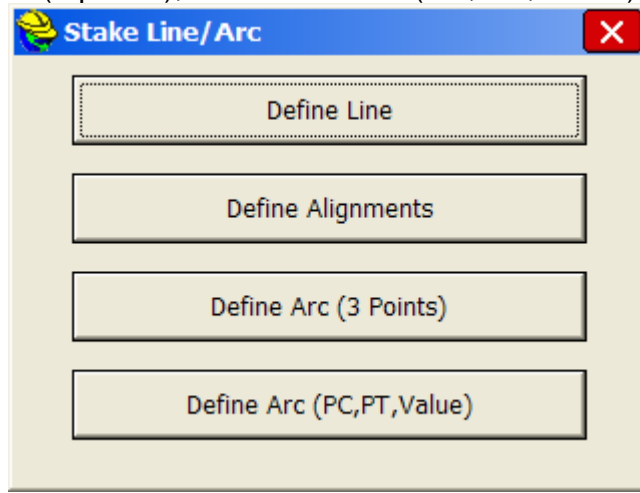 Stake Line/Arc
Define Line
Define Alignments
Define Arc (3 Points)
Define Arc (PC,PT,Value)